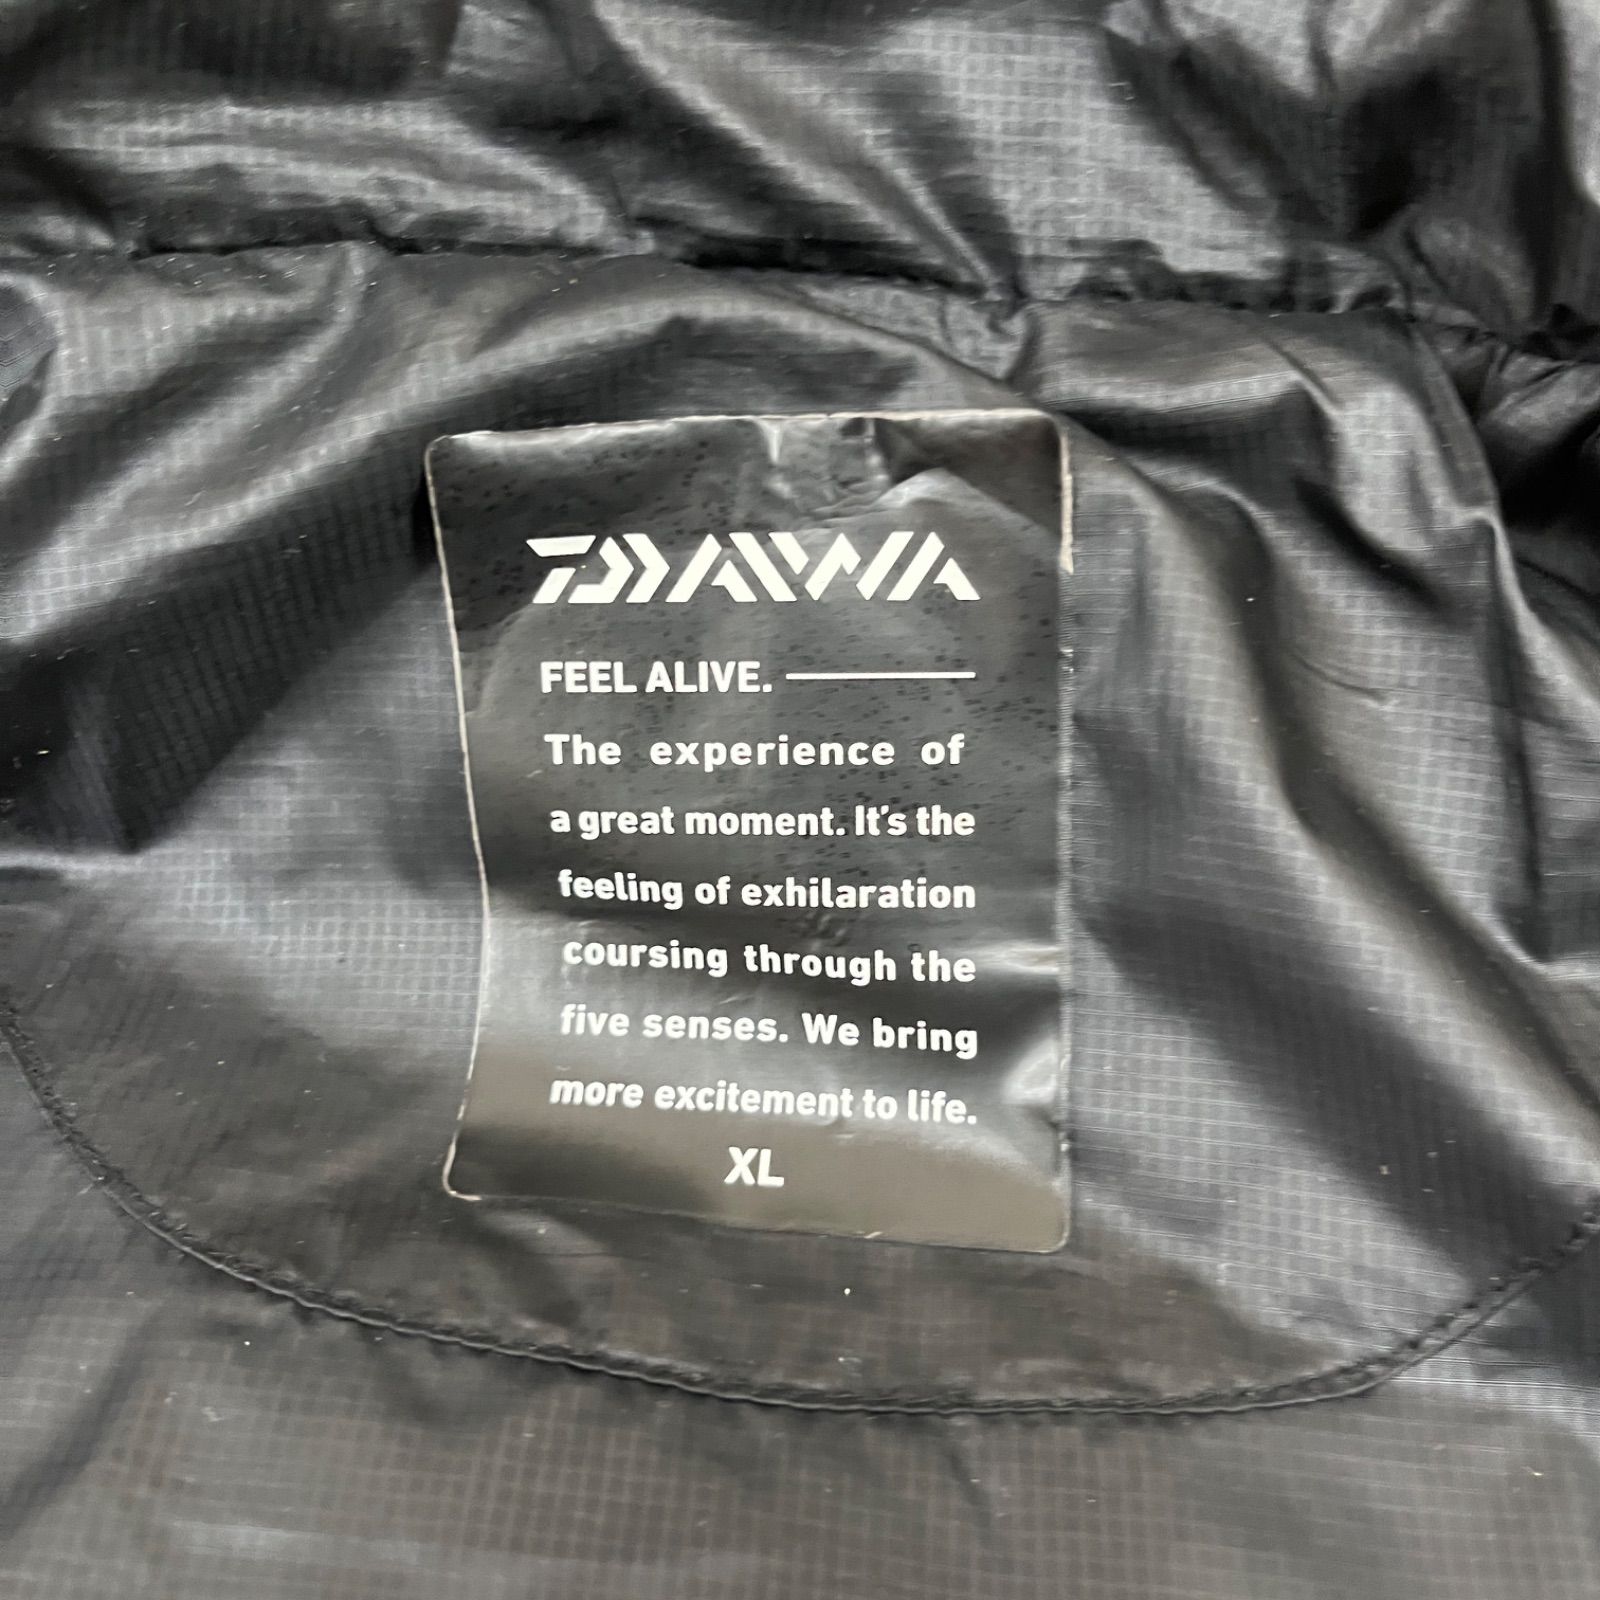 DAIWA
FEEL ALIVE.
The experience of
a great moment. It's the
feeling of exhilaration
coursing through the
five senses. We bring
more excitement to life.
XL